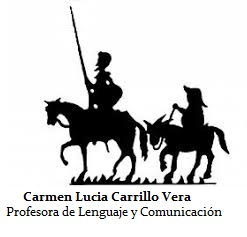 Carmen Lucia Carrillo Vera
Profesora de Lenguaje y Comunicación